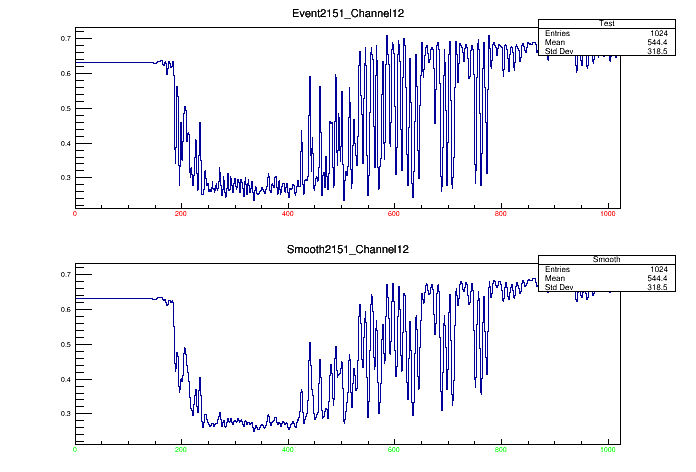 Event2151_Channel12
Test
Entries 1024
Mean 544.4
Std Dev 318.5
0.7
0.6
0.5
0.4
0.3
0 200 400 600 800 1000
Smooth2151_Channel12
Smooth
Entries 1024
Mean 544.4
Std Dev 318.5
0.7
0.6
0.5
0.4
0.3
0 200 400 600 800 1000